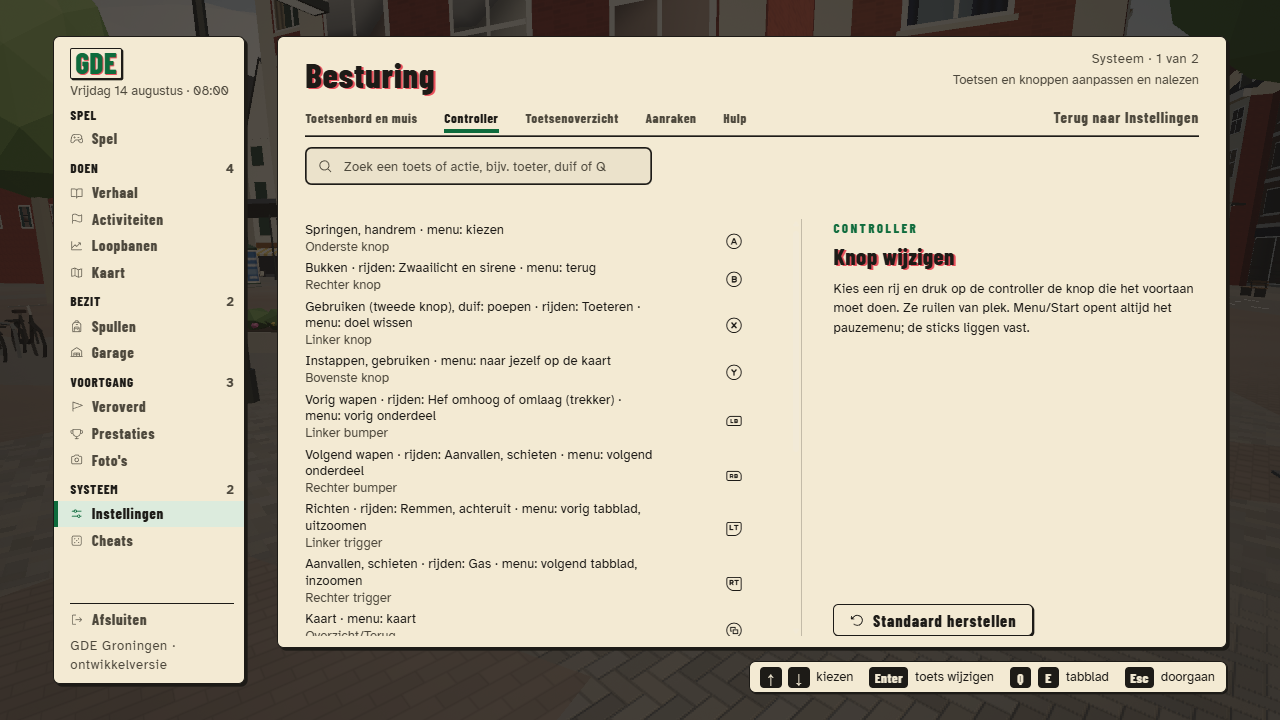 GDE
Vrijdag 14 augustus · 08:00
SPEL
Spel
DOEN 4
Verhaal
Activiteiten
Loopbanen
Kaart
BEZIT 2
Spullen
Garage
VOORTGANG 3
Veroverd
Prestaties
Foto's
SYSTEEM 2
Instellingen
Cheats
Afsluiten
GDE Groningen ·
ontwikkelversie
Besturing
Systeem · 1 van 2
Toetsen en knoppen aanpassen en nalezen
Toetsenbord en muis Controller Toetsenoverzicht Aanraken Hulp Terug naar Instellingen
Zoek een toets of actie, bijv. toeter, duif of Q
Springen, handrem · menu: kiezen
Onderste knop
A
Bukken · rijden: Zwaailicht en sirene · menu: terug
Rechter knop
B
Gebruiken (tweede knop), duif: poepen · rijden: Toeteren ·
menu: doel wissen
Linker knop
X
Instappen, gebruiken · menu: naar jezelf op de kaart
Bovenste knop
Y
Vorig wapen · rijden: Hef omhoog of omlaag (trekker) ·
menu: vorig onderdeel
Linker bumper
LB
Volgend wapen · rijden: Aanvallen, schieten · menu: volgend
onderdeel
Rechter bumper
RB
Richten · rijden: Remmen, achteruit · menu: vorig tabblad,
uitzoomen
Linker trigger
LT
Aanvallen, schieten · rijden: Gas · menu: volgend tabblad,
inzoomen
Rechter trigger
RT
Kaart · menu: kaart
Overzicht/Terug
CONTROLLER
Knop wijzigen
Kies een rij en druk op de controller de knop die het voortaan
moet doen. Ze ruilen van plek. Menu/Start opent altijd het
pauzemenu; de sticks liggen vast.
Standaard herstellen
↑ ↓ kiezen Enter toets wijzigen Q E tabblad Esc doorgaan